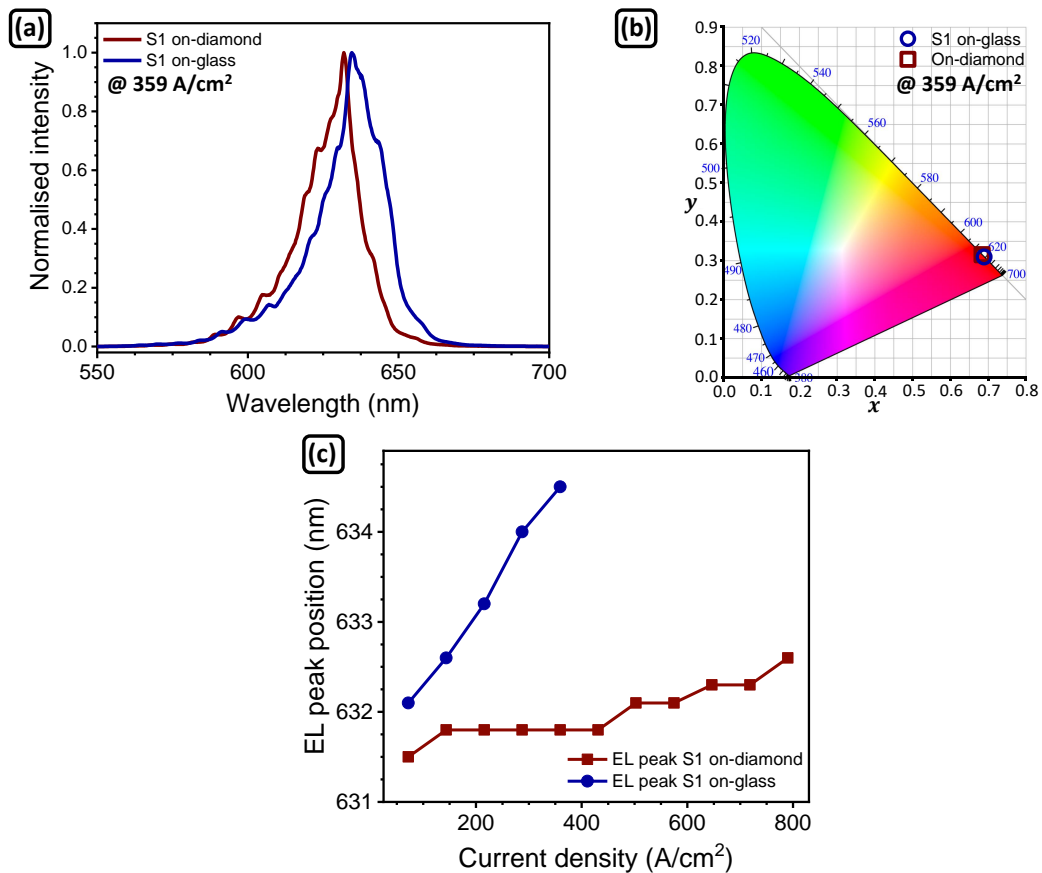 (a)
S1 on-diamond
S1 on-glass
@ 359 A/cm²
1.0
0.8
0.6
0.4
0.2
0.0
Normalised intensity
550
600
650
700
Wavelength (nm)
(b)
S1 on-glass
On-diamond
@ 359 A/cm²
0.9
0.8
0.7
0.6
0.5
0.4
0.3
0.2
0.1
0.0
y
520
540
560
580
600
620
700
500
490
480
470
460
380
0.0
0.1
0.2
0.3
0.4
0.5
0.6
0.7
0.8
x
(c)
634
633
632
631
EL peak position (nm)
EL peak S1 on-diamond
EL peak S1 on-glass
200
400
600
800
Current density (A/cm²)